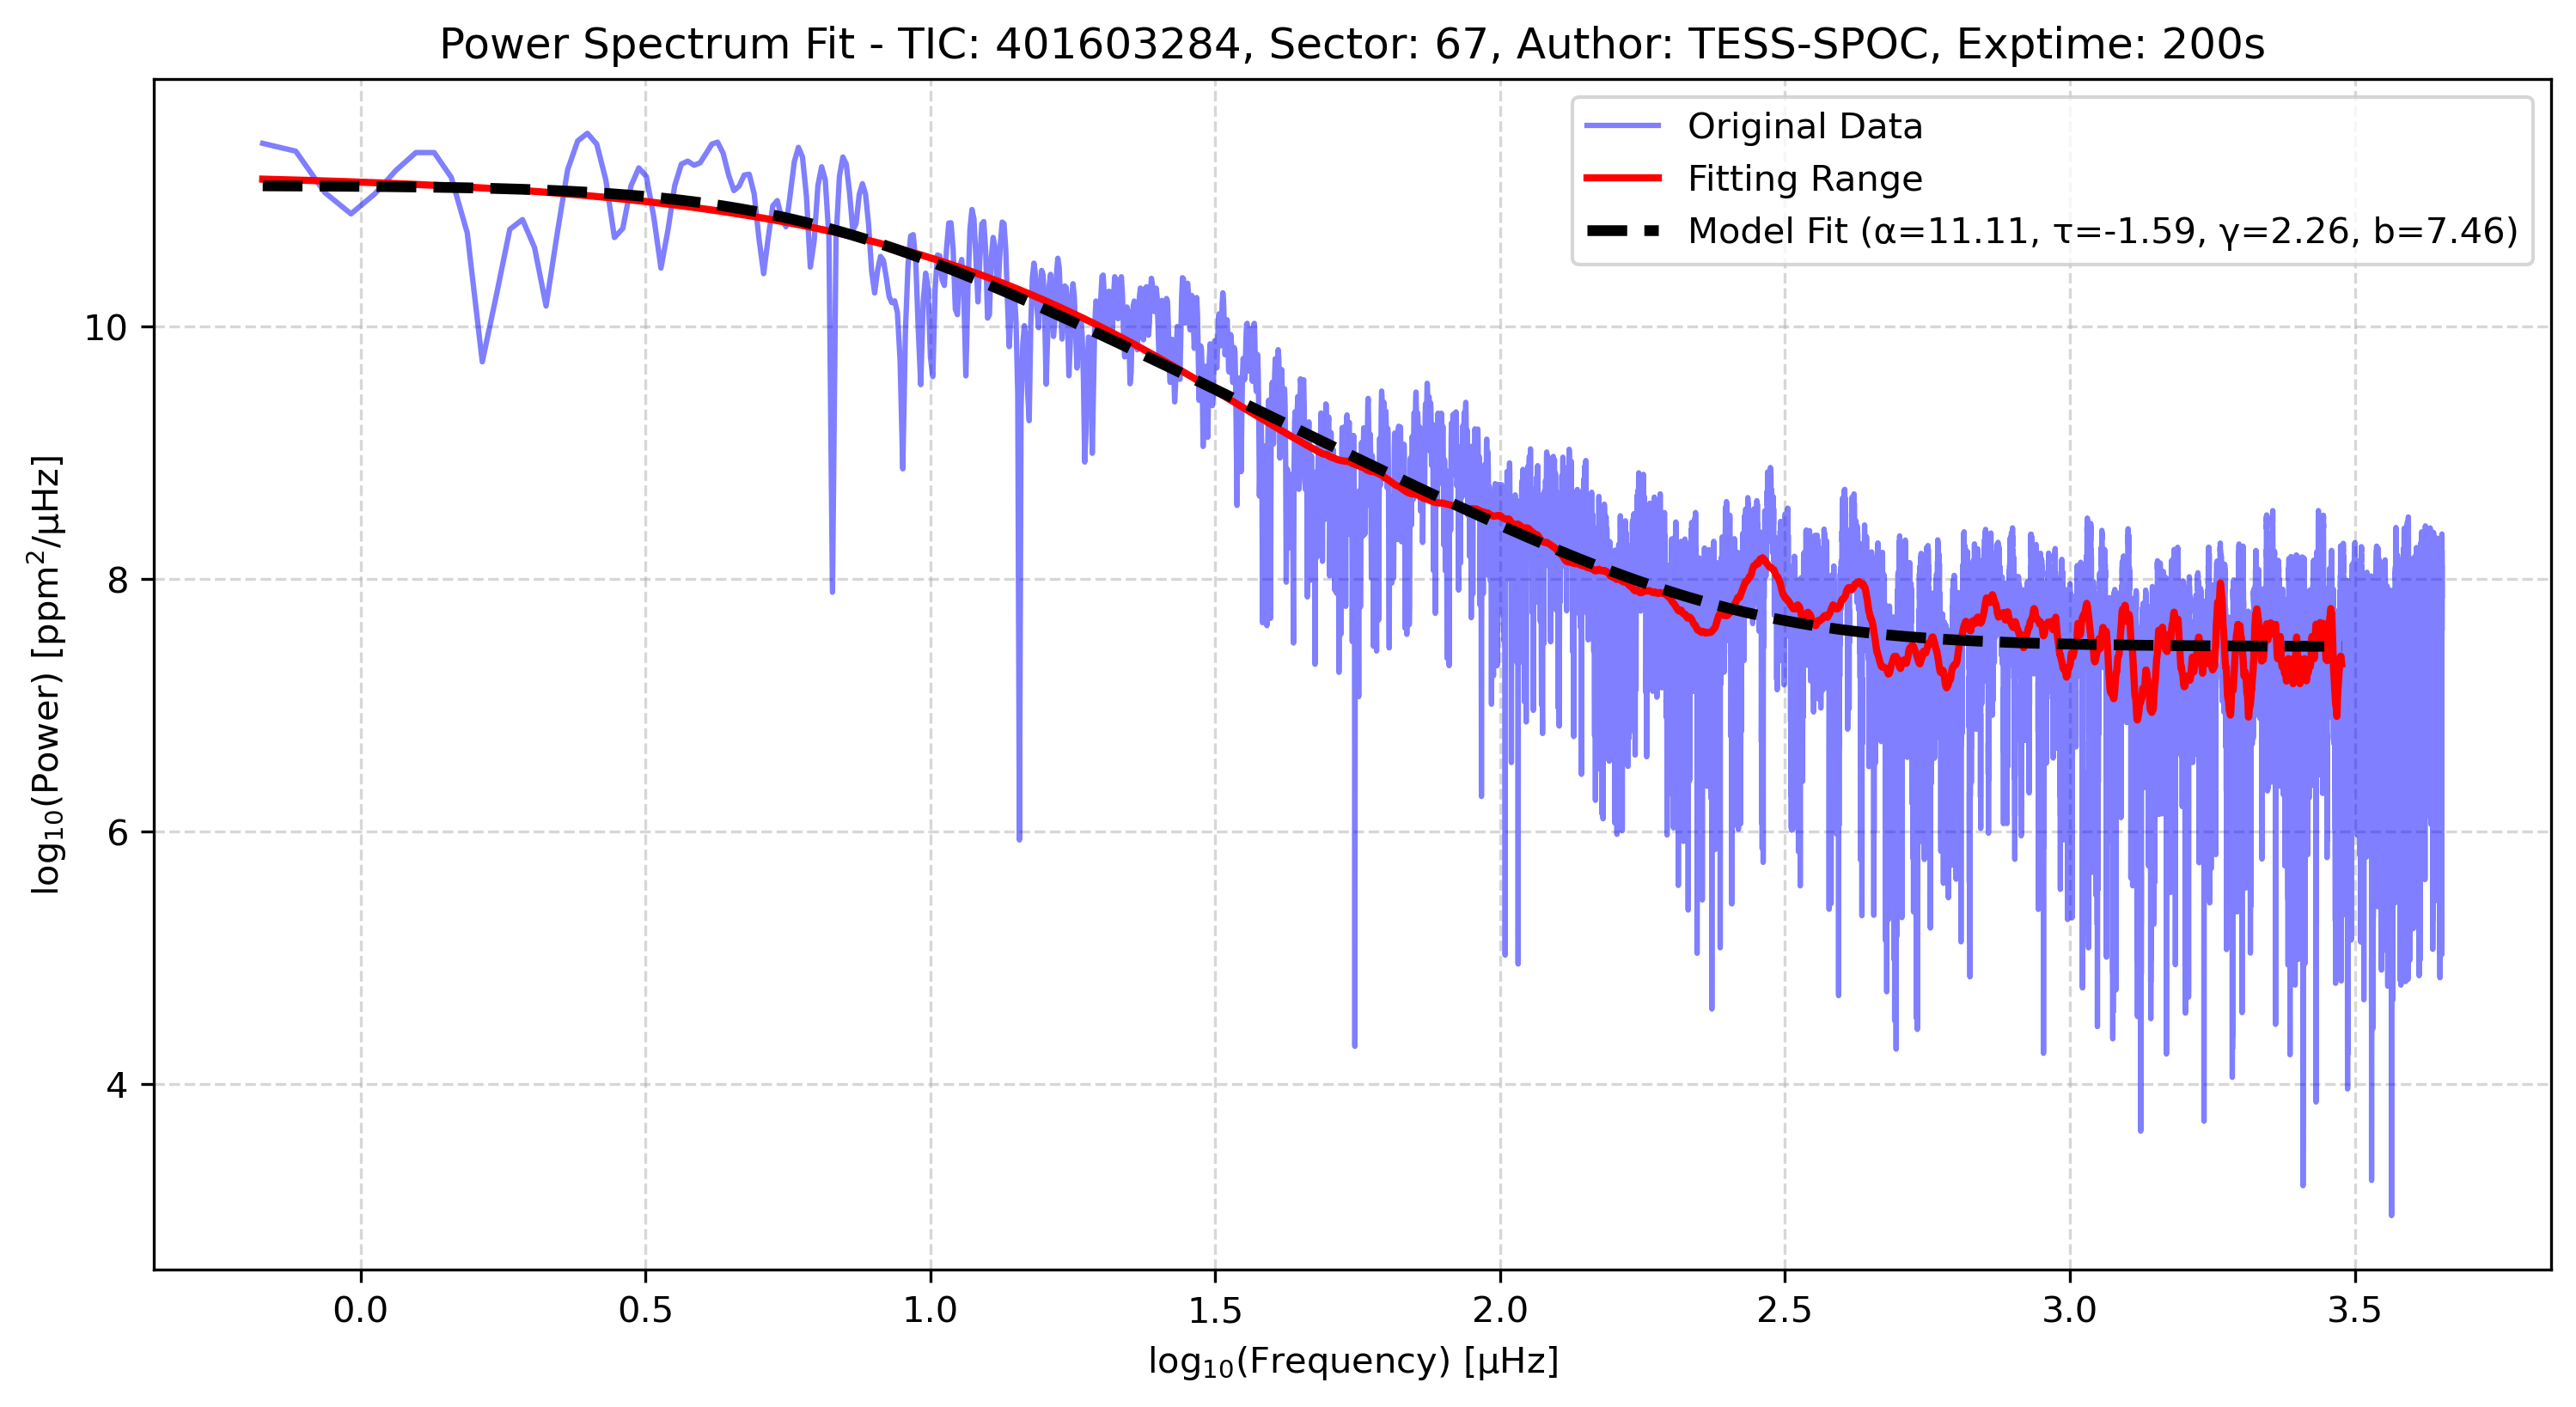 Power Spectrum Fit - TIC: 401603284, Sector: 67, Author: TESS-SPOC, Exptime: 200s
Original Data
Fitting Range
Model Fit (α=11.11, τ=-1.59, γ=2.26, b=7.46)
log₁₀(Power) [ppm²/μHz]
10
8
6
4
0.0 0.5 1.0 1.5 2.0 2.5 3.0 3.5
log₁₀(Frequency) [μHz]